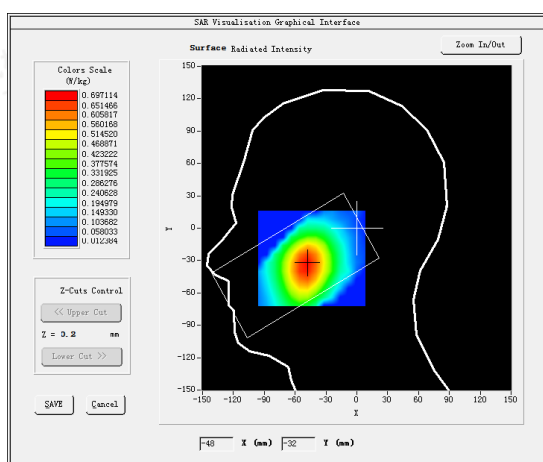 SAR Visualisation Graphical Interface
Surface Radiated Intensity
Zoom In/Out
Colors Scale
(W/kg)
0.697114
0.651466
0.605817
0.560168
0.514520
0.468871
0.423222
0.377574
0.331925
0.286276
0.240628
0.194979
0.149330
0.103682
0.058033
0.012384
Z-Cuts Control
<< Upper Cut
Z = 0.2 mm
Lower Cut >>
SAVE
Cancel
150
120
90
60
30
0
-30
-60
-90
-120
-150
Y
-150 -120 -90 -60 -30 0 30 60 90 120 150
X
-48 X (mm) -32 Y (mm)